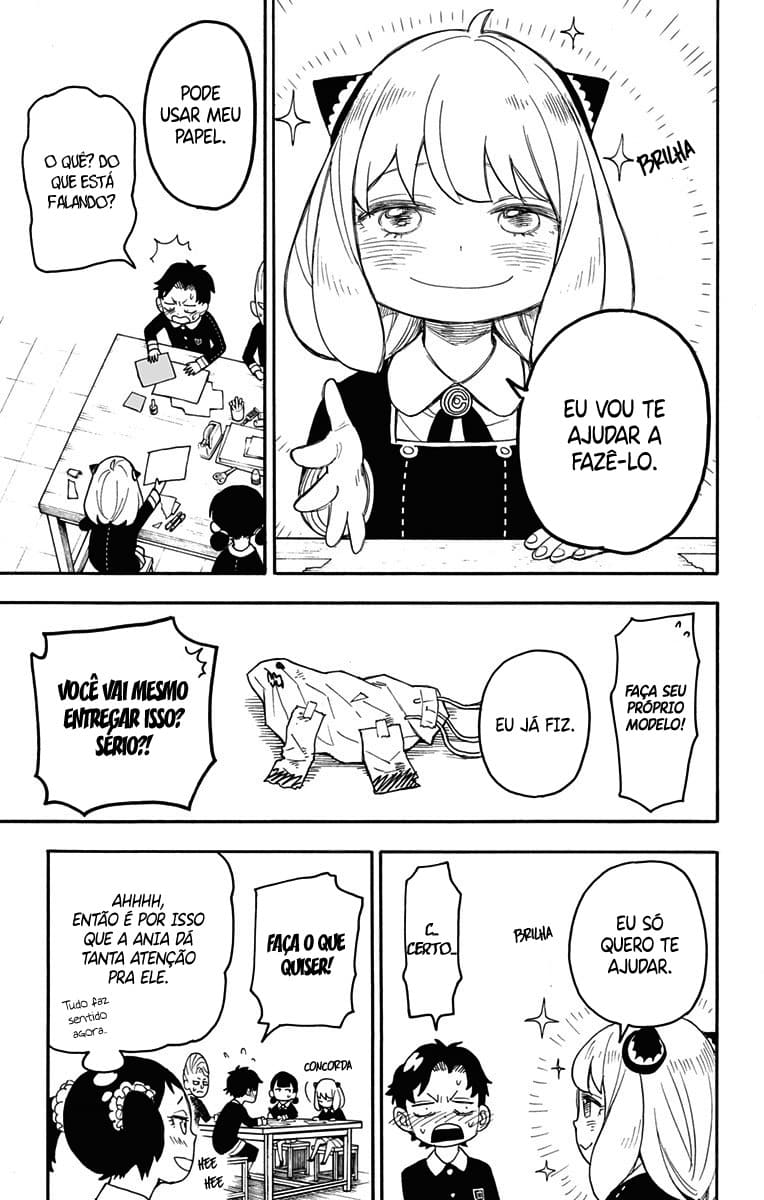 BRILHA
EU VOU TE
AJUDAR A
FAZÊ-LO.
PODE
USAR MEU
PAPEL.
O QUÊ? DO
QUE ESTÁ
FALANDO?
FAÇA SEU
PRÓPRIO
MODELO!
EU JÁ FIZ.
VOCÊ VAI MESMO
ENTREGAR ISSO?
SÉRIO?!
EU SÓ
QUERO TE
AJUDAR.
BRILHA
C...
CERTO...
FAÇA O QUE
QUISER!
CONCORDA
AHHHH,
ENTÃO É POR ISSO
QUE A ANIA DÁ
TANTA ATENÇÃO
PRA ELE.
Tudo faz
sentido
agora...
HEE
HEE